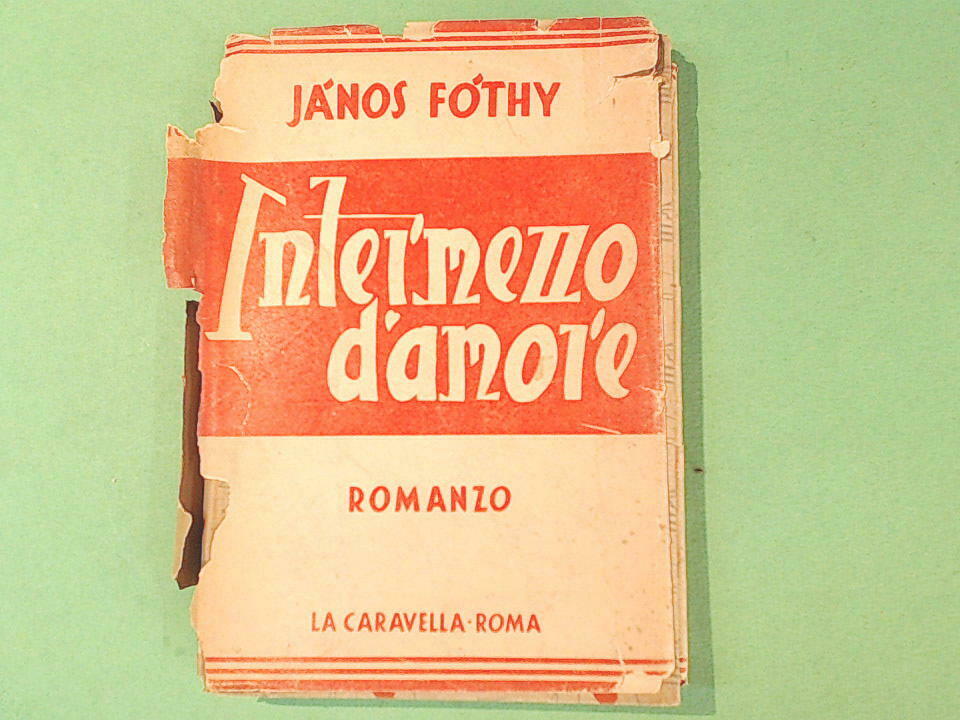 JÁNOS FÓTHY
Intermezzo
d'amore
ROMANZO
LA CARAVELLA·ROMA